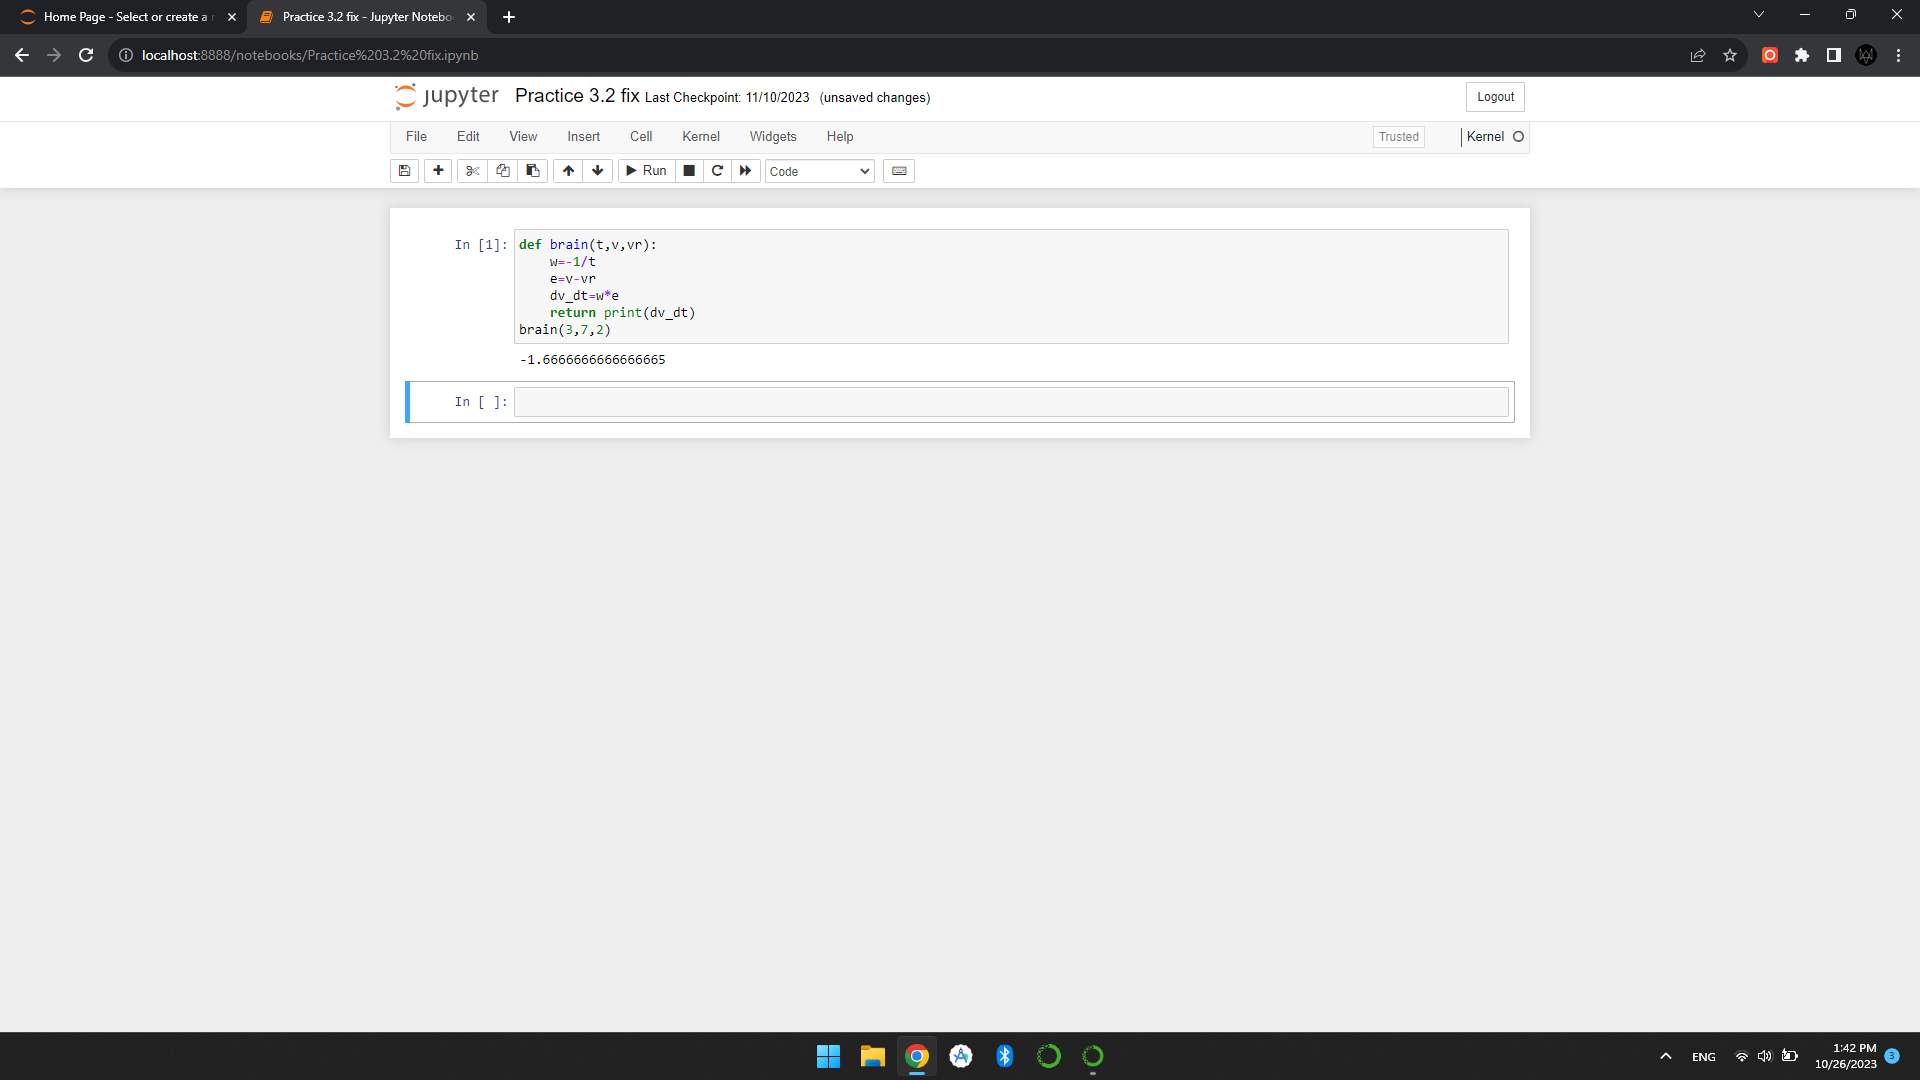 Home Page - Select or create a
Practice 3.2 fix - Jupyter Notebo
localhost:8888/notebooks/Practice%203.2%20fix.ipynb
jupyter Practice 3.2 fix Last Checkpoint: 11/10/2023 (unsaved changes)
Logout
File Edit View Insert Cell Kernel Widgets Help
Trusted
Kernel
Run
Code
In [1]: def brain(t,v,vr):
    w=-1/t
    e=v-vr
    dv_dt=w*e
    return print(dv_dt)
brain(3,7,2)
-1.6666666666666665
In [ ]:
ENG
1:42 PM
10/26/2023
3